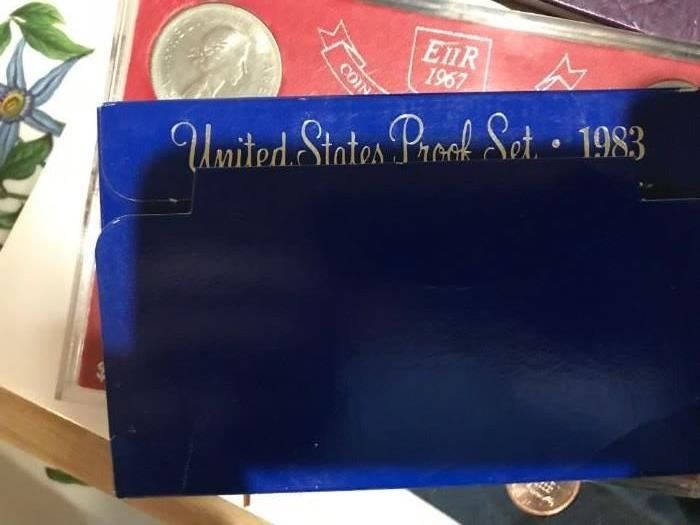 EIIR
1967
COIN
United States Proof Set • 1983
$